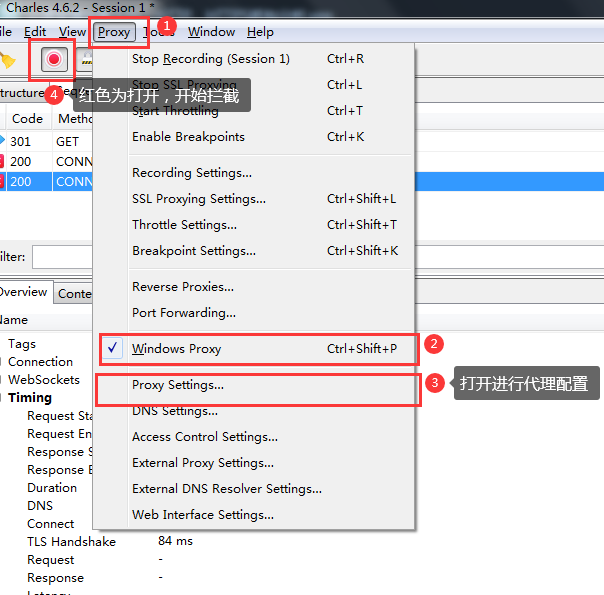 Charles 4.6.2 - Session 1 *
ile Edit View Proxy Tools Window Help
1
Stop Recording (Session 1) Ctrl+R
Stop SSL Proxying Ctrl+L
Start Throttling Ctrl+T
Enable Breakpoints Ctrl+K
4 红色为打开，开始拦截
tructure
Code Metho
301 GET
200 CONN
200 CONN
Recording Settings...
SSL Proxying Settings... Ctrl+Shift+L
Throttle Settings... Ctrl+Shift+T
Breakpoint Settings... Ctrl+Shift+K
ilter:
Reverse Proxies...
Port Forwarding...
Overview Conte
Name
Windows Proxy Ctrl+Shift+P
2
Proxy Settings...
3 打开进行代理配置
DNS Settings...
Access Control Settings...
External Proxy Settings...
External DNS Resolver Settings...
Web Interface Settings...
Tags
Connection
WebSockets
Timing
Request Sta
Request En
Response S
Response E
Duration
DNS
Connect
TLS Handshake 84 ms
Request -
Response -
Latency